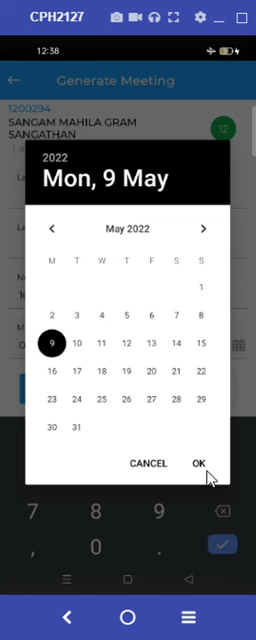 CPH2127
12:38
Generate Meeting
1200294
SANGAM MAHILA GRAM
SANGATHAN
12
2022
Mon, 9 May
May 2022
M T W T F S S
1
2 3 4 5 6 7 8
9 10 11 12 13 14 15
16 17 18 19 20 21 22
23 24 25 26 27 28 29
30 31
CANCEL OK
7 8 9
, 0 .